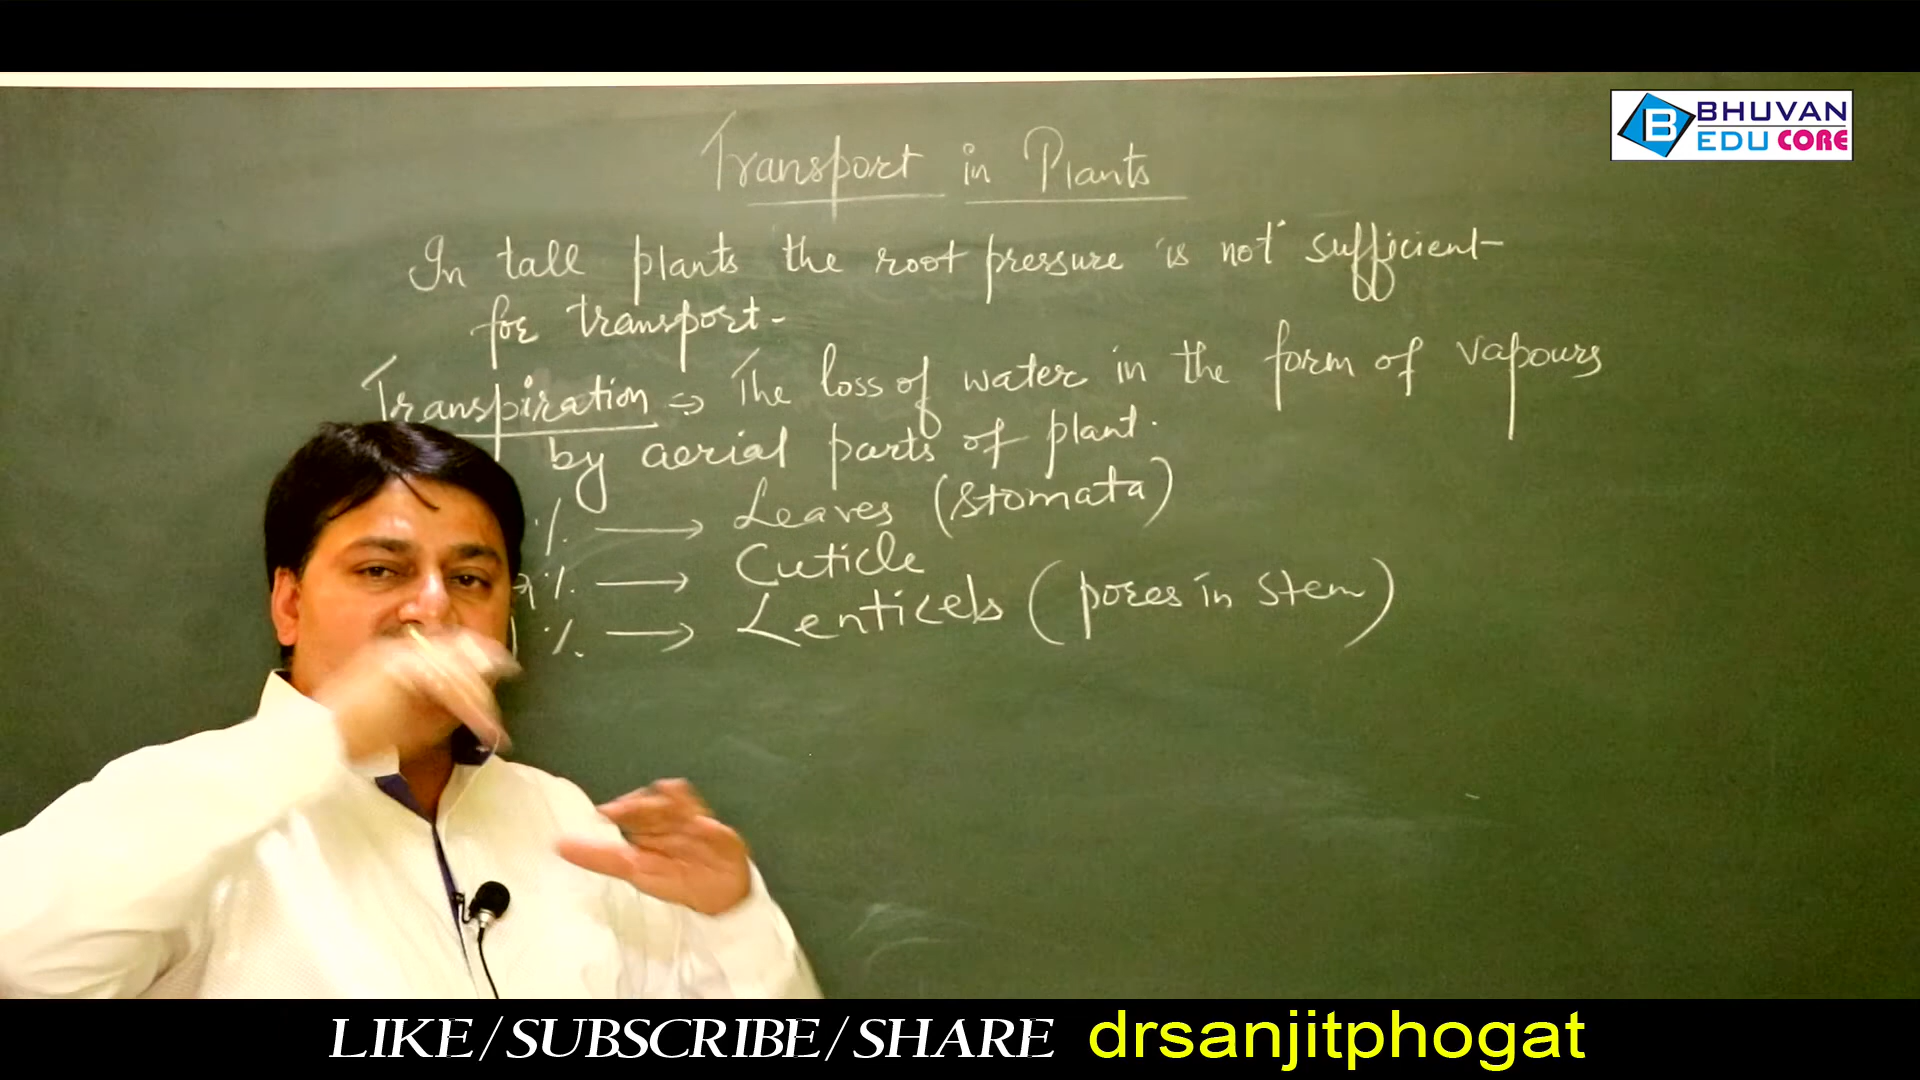 BHUVAN
EDU CORE
Transport in Plants
In tall plants the root pressure is not sufficient
for transport.
Transpiration => The loss of water in the form of vapours
by aerial parts of plant.
% → Leaves (Stomata)
% → Cuticle
% → Lenticels (pores in stem)
LIKE/SUBSCRIBE/SHARE drsanjitphogat